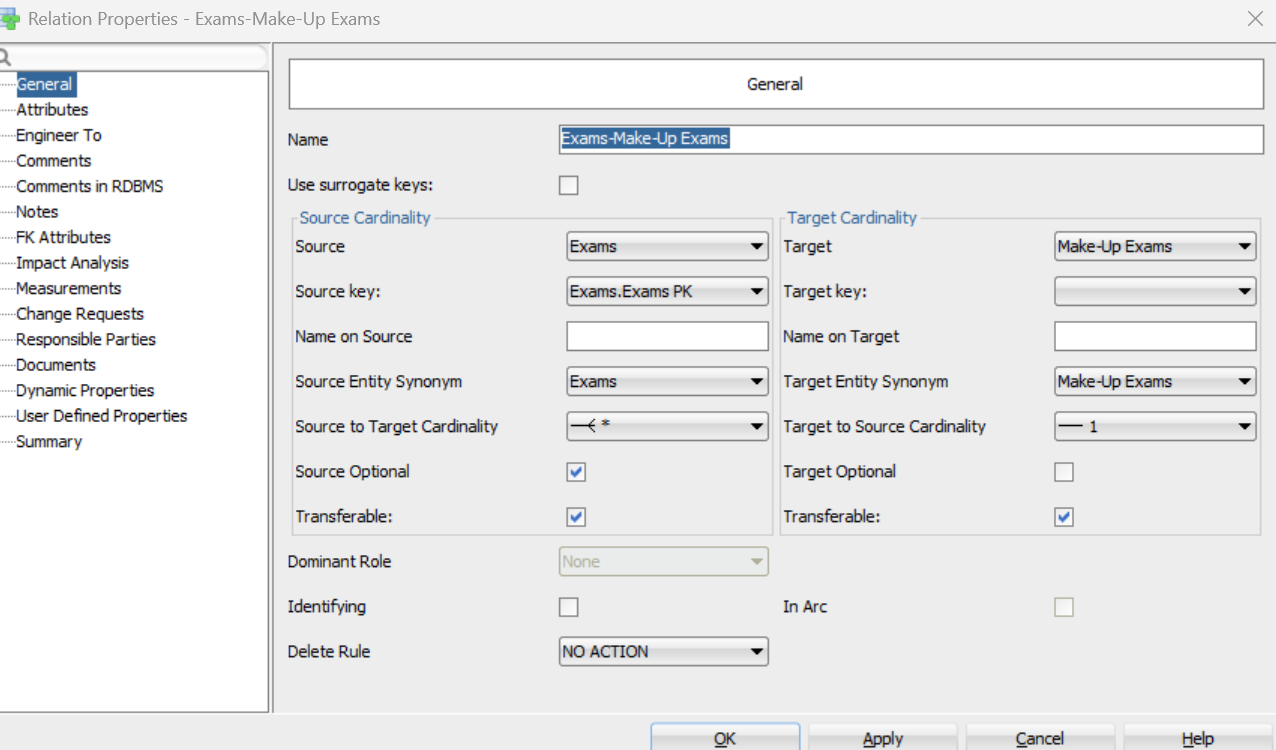 Relation Properties - Exams-Make-Up Exams
General
Attributes
Engineer To
Comments
Comments in RDBMS
Notes
FK Attributes
Impact Analysis
Measurements
Change Requests
Responsible Parties
Documents
Dynamic Properties
User Defined Properties
Summary
General
Name Exams-Make-Up Exams
Use surrogate keys:
Source Cardinality
Source Exams
Source key: Exams.Exams PK
Name on Source
Source Entity Synonym Exams
Source to Target Cardinality *
Source Optional
Transferable:
Target Cardinality
Target Make-Up Exams
Target key:
Name on Target
Target Entity Synonym Make-Up Exams
Target to Source Cardinality 1
Target Optional
Transferable:
Dominant Role None
Identifying In Arc
Delete Rule NO ACTION
OK Apply Cancel Help